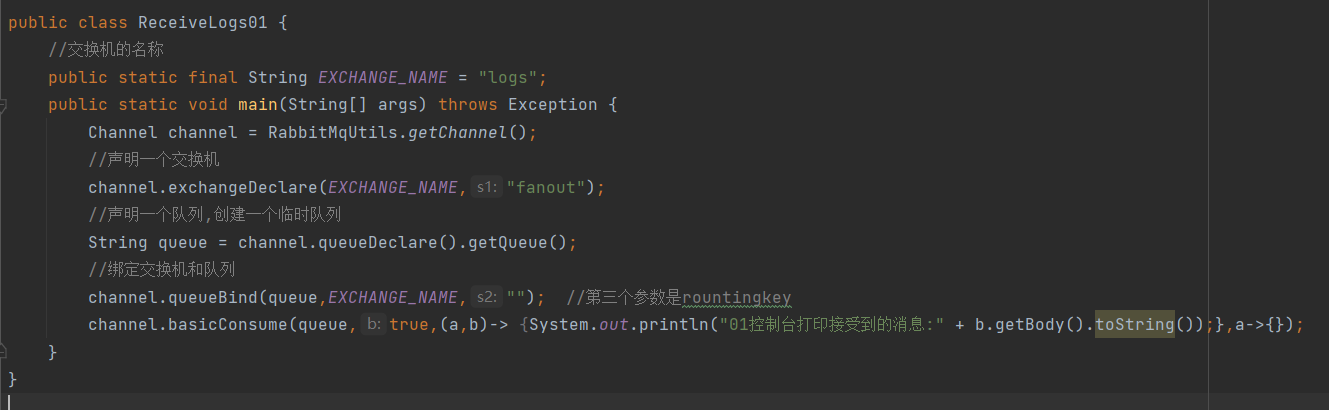 public class ReceiveLogs01 {
//交换机的名称
public static final String EXCHANGE_NAME = "logs";
public static void main(String[] args) throws Exception {
Channel channel = RabbitMqUtils.getChannel();
//声明一个交换机
channel.exchangeDeclare(EXCHANGE_NAME, s1: "fanout");
//声明一个队列,创建一个临时队列
String queue = channel.queueDeclare().getQueue();
//绑定交换机和队列
channel.queueBind(queue,EXCHANGE_NAME, s2: ""); //第三个参数是rountingkey
channel.basicConsume(queue, b: true,(a,b)-> {System.out.println("01控制台打印接受到的消息:" + b.getBody().toString());},a->{});
}
}